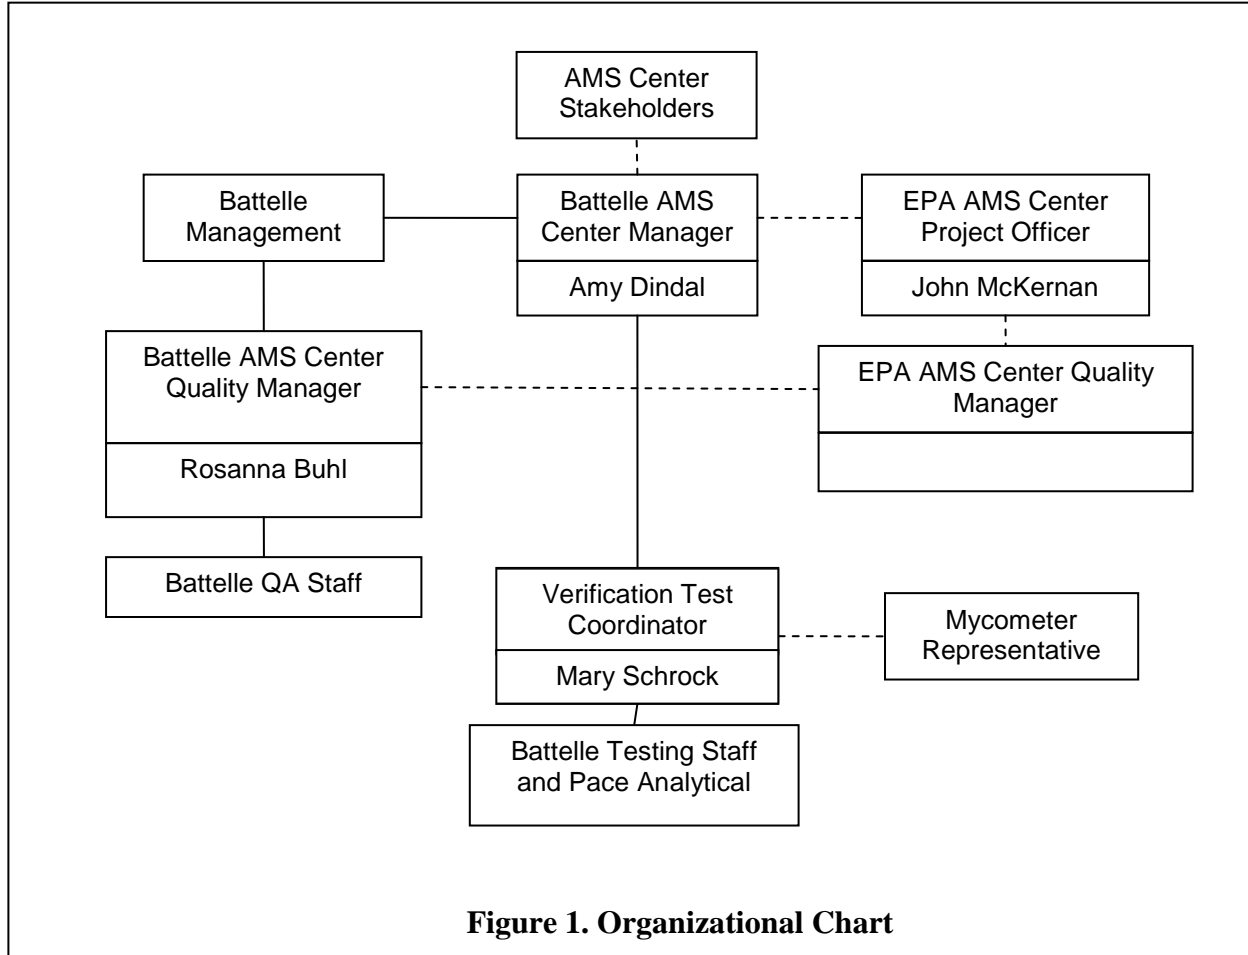 AMS Center
Stakeholders
Battelle
Management
Battelle AMS
Center Manager
Amy Dindal
EPA AMS Center
Project Officer
John McKernan
Battelle AMS Center
Quality Manager
Rosanna Buhl
EPA AMS Center Quality
Manager
Battelle QA Staff
Verification Test
Coordinator
Mary Schrock
Mycometer
Representative
Battelle Testing Staff
and Pace Analytical
Figure 1. Organizational Chart